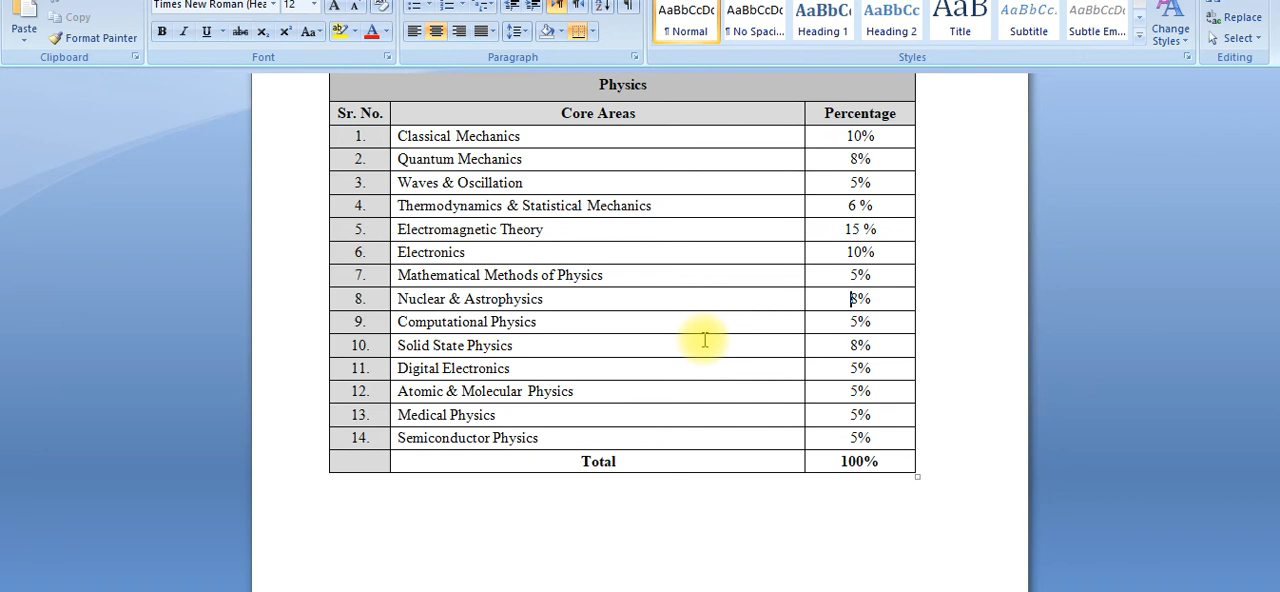 Times New Roman (Hea 12 A A
Copy
Paste
Format Painter
B I U abc X₂ X² Aa ab A
AaBbCcDc AaBbCcDc AaBbC AaBbCc AaB AaBbCc. AaBbCcDc
¶ Normal ¶ No Spaci... Heading 1 Heading 2 Title Subtitle Subtle Em...
Change Styles
Replace
Select
Clipboard Font Paragraph Styles Editing
Physics
Sr. No. Core Areas Percentage
1. Classical Mechanics 10%
2. Quantum Mechanics 8%
3. Waves & Oscillation 5%
4. Thermodynamics & Statistical Mechanics 6 %
5. Electromagnetic Theory 15 %
6. Electronics 10%
7. Mathematical Methods of Physics 5%
8. Nuclear & Astrophysics 8%
9. Computational Physics 5%
10. Solid State Physics 8%
11. Digital Electronics 5%
12. Atomic & Molecular Physics 5%
13. Medical Physics 5%
14. Semiconductor Physics 5%
Total 100%